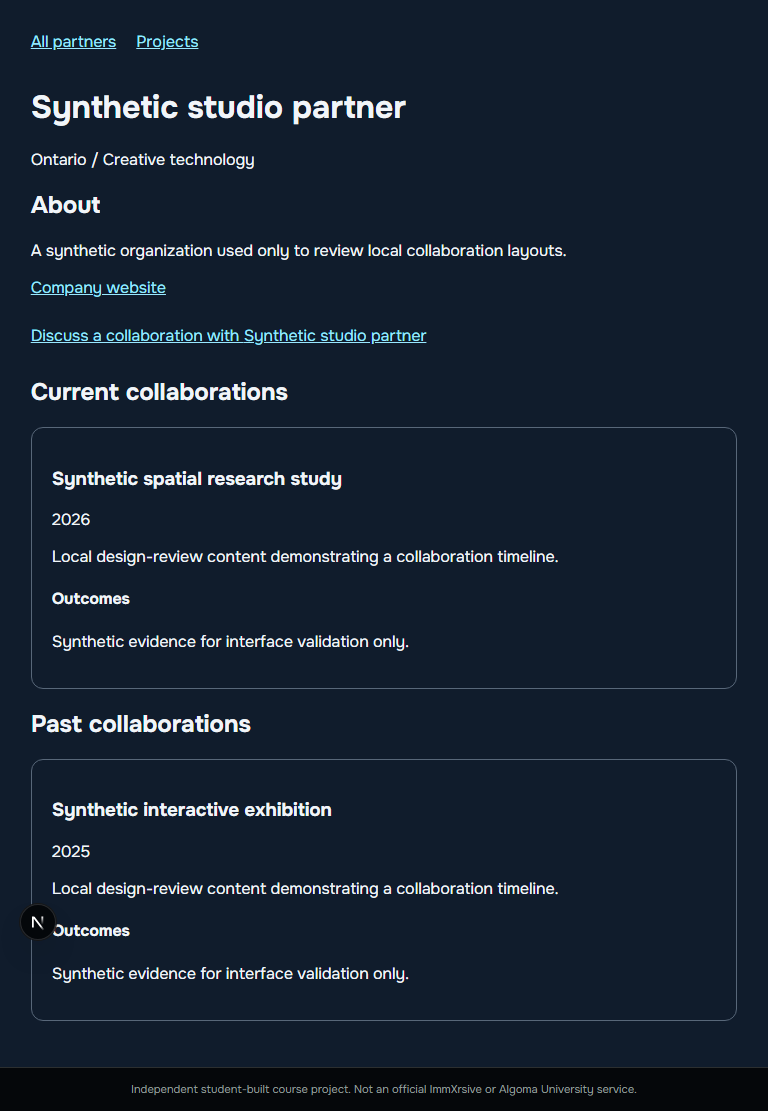 All partners Projects
Synthetic studio partner
Ontario / Creative technology
About
A synthetic organization used only to review local collaboration layouts.
Company website
Discuss a collaboration with Synthetic studio partner
Current collaborations
Synthetic spatial research study
2026
Local design-review content demonstrating a collaboration timeline.
Outcomes
Synthetic evidence for interface validation only.
Past collaborations
Synthetic interactive exhibition
2025
Local design-review content demonstrating a collaboration timeline.
N
Outcomes
Synthetic evidence for interface validation only.
Independent student-built course project. Not an official ImmXrsive or Algoma University service.